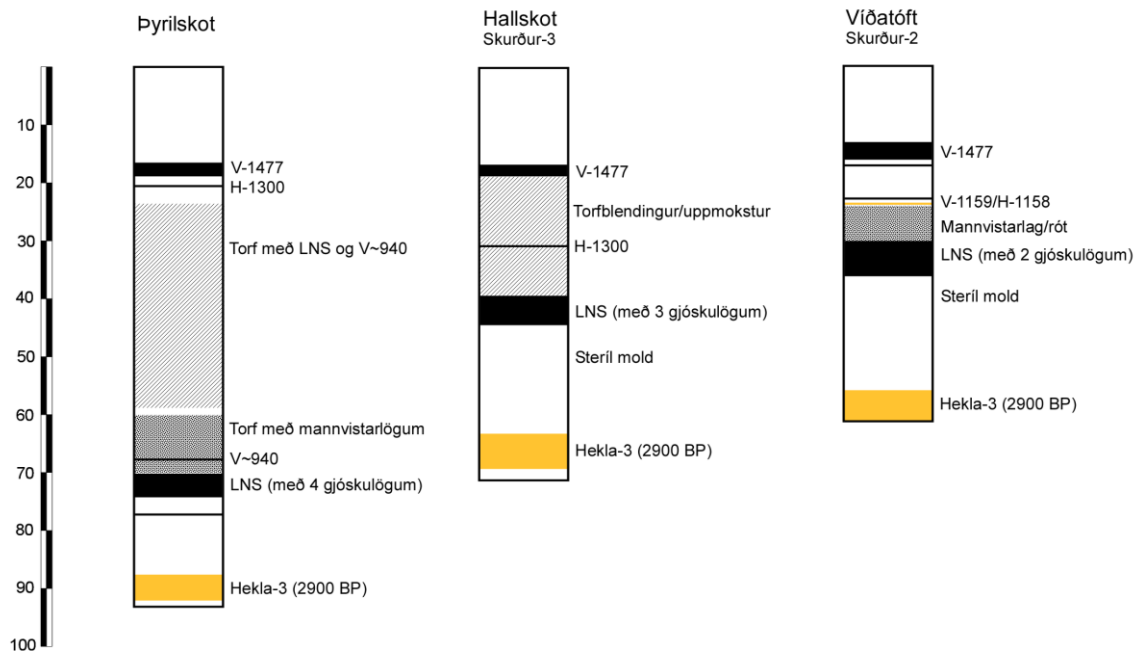 Þyrilskot
Hallskot
Skurður-3
Víðatóft
Skurður-2
10
20
30
40
50
60
70
80
90
100
V-1477
H-1300
Torf með LNS og V~940
Torf með mannvistarlögum
V~940
LNS (með 4 gjóskulögum)
Hekla-3 (2900 BP)
V-1477
Torfblendingur/uppmokstur
H-1300
LNS (með 3 gjóskulögum)
Steríl mold
Hekla-3 (2900 BP)
V-1477
V-1159/H-1158
Mannvistarlag/rót
LNS (með 2 gjóskulögum)
Steríl mold
Hekla-3 (2900 BP)